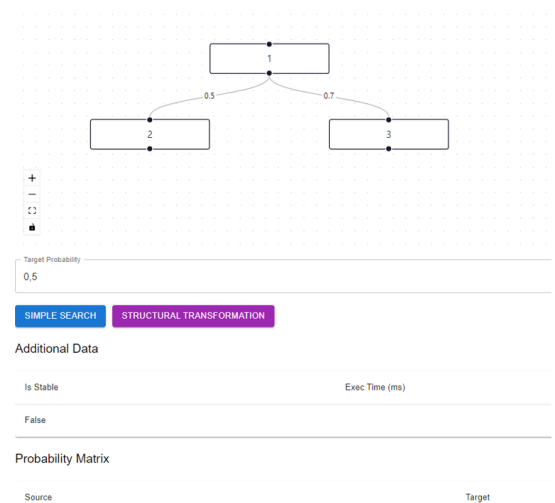 1
0.5
0.7
2
3
Target Probability
0,5
SIMPLE SEARCH
STRUCTURAL TRANSFORMATION
Additional Data
Is Stable Exec Time (ms)
False
Probability Matrix
Source Target